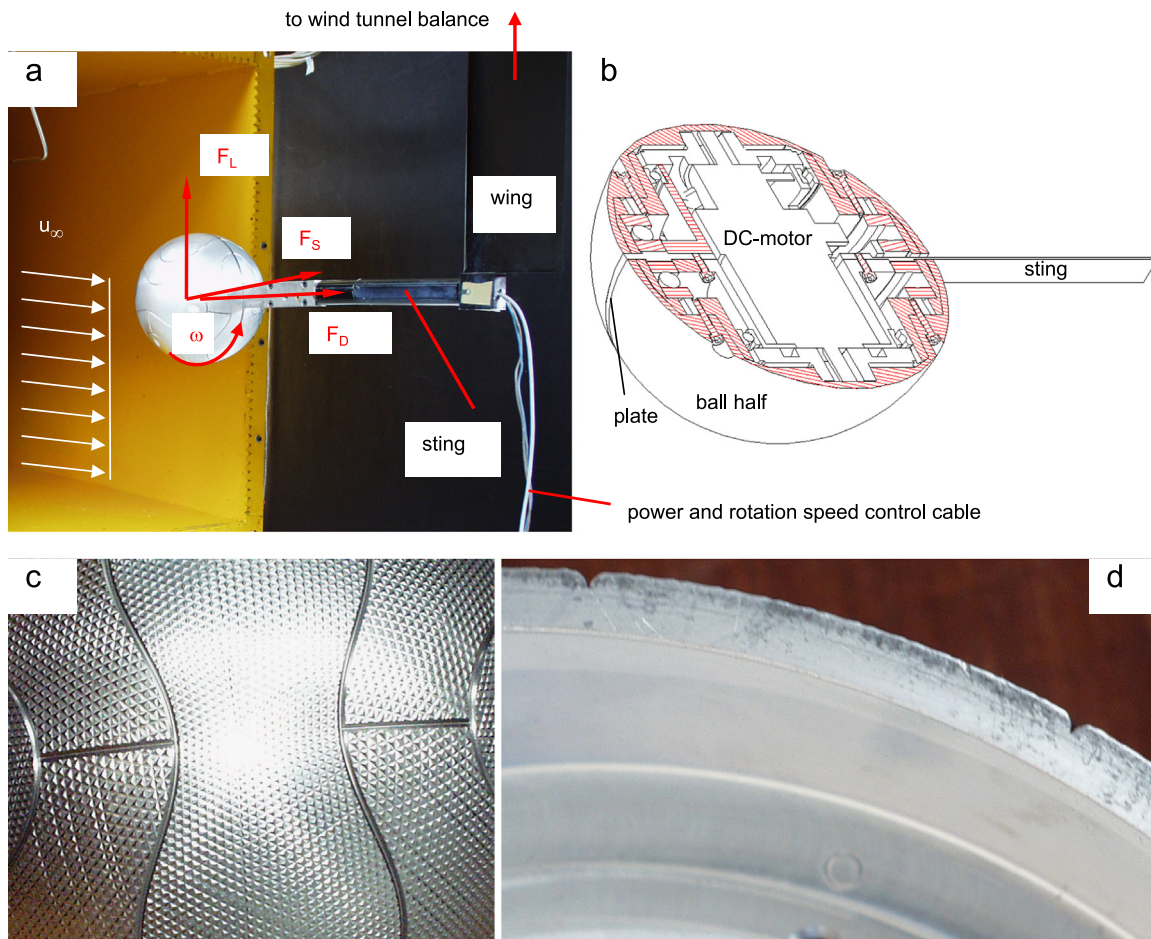 to wind tunnel balance
a
b
F_L
wing
u_∞
F_S
DC-motor
sting
ω
F_D
plate
ball half
sting
power and rotation speed control cable
c
d